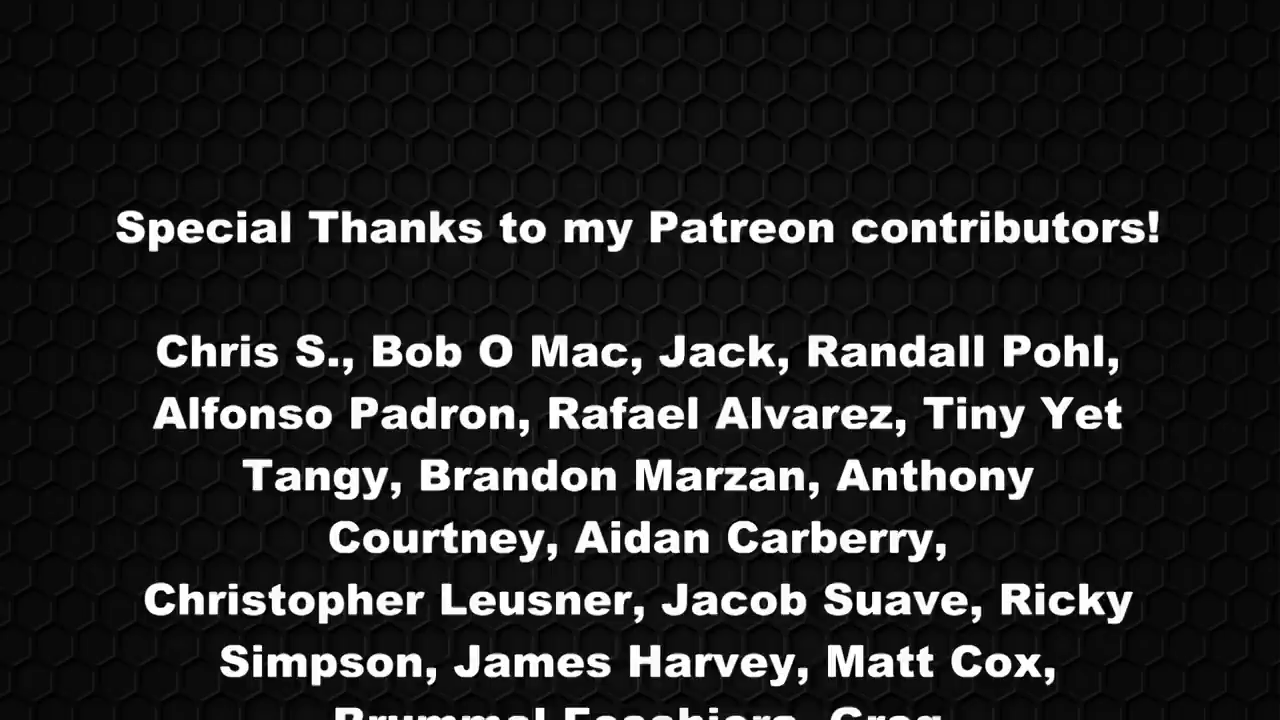 Special Thanks to my Patreon contributors!
Chris S., Bob O Mac, Jack, Randall Pohl,
Alfonso Padron, Rafael Alvarez, Tiny Yet
Tangy, Brandon Marzan, Anthony
Courtney, Aidan Carberry,
Christopher Leusner, Jacob Suave, Ricky
Simpson, James Harvey, Matt Cox,